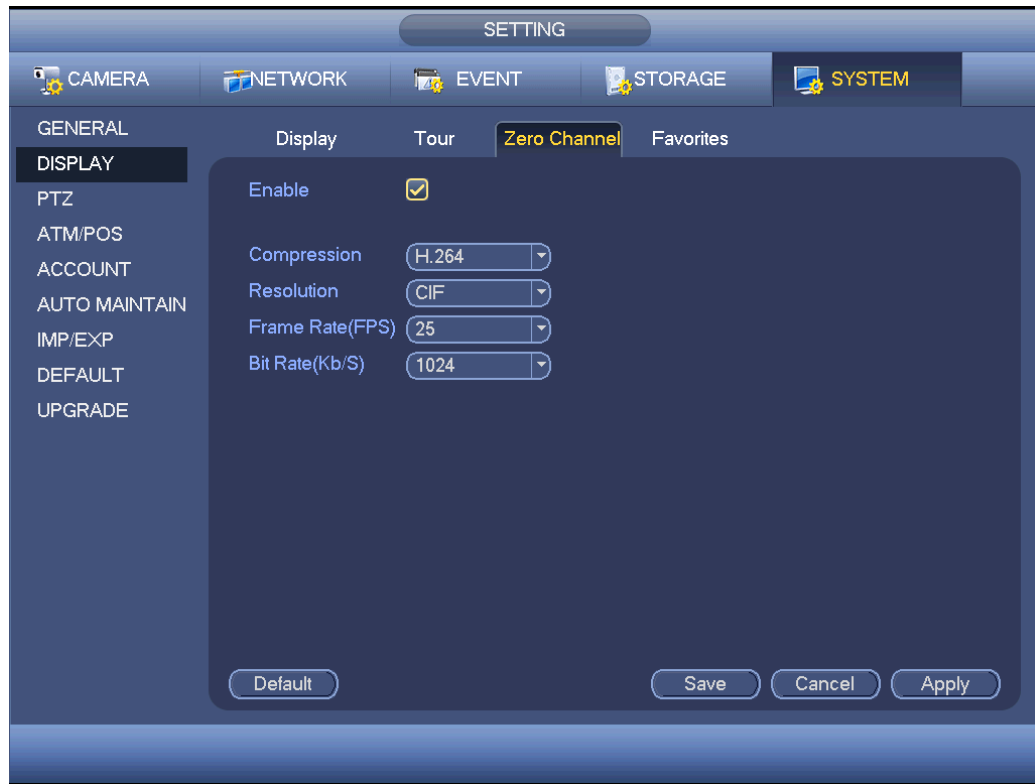 SETTING
CAMERA NETWORK EVENT STORAGE SYSTEM
GENERAL
DISPLAY
PTZ
ATM/POS
ACCOUNT
AUTO MAINTAIN
IMP/EXP
DEFAULT
UPGRADE
Display Tour Zero Channel Favorites
Enable
Compression H.264
Resolution CIF
Frame Rate(FPS) 25
Bit Rate(Kb/S) 1024
Default Save Cancel Apply